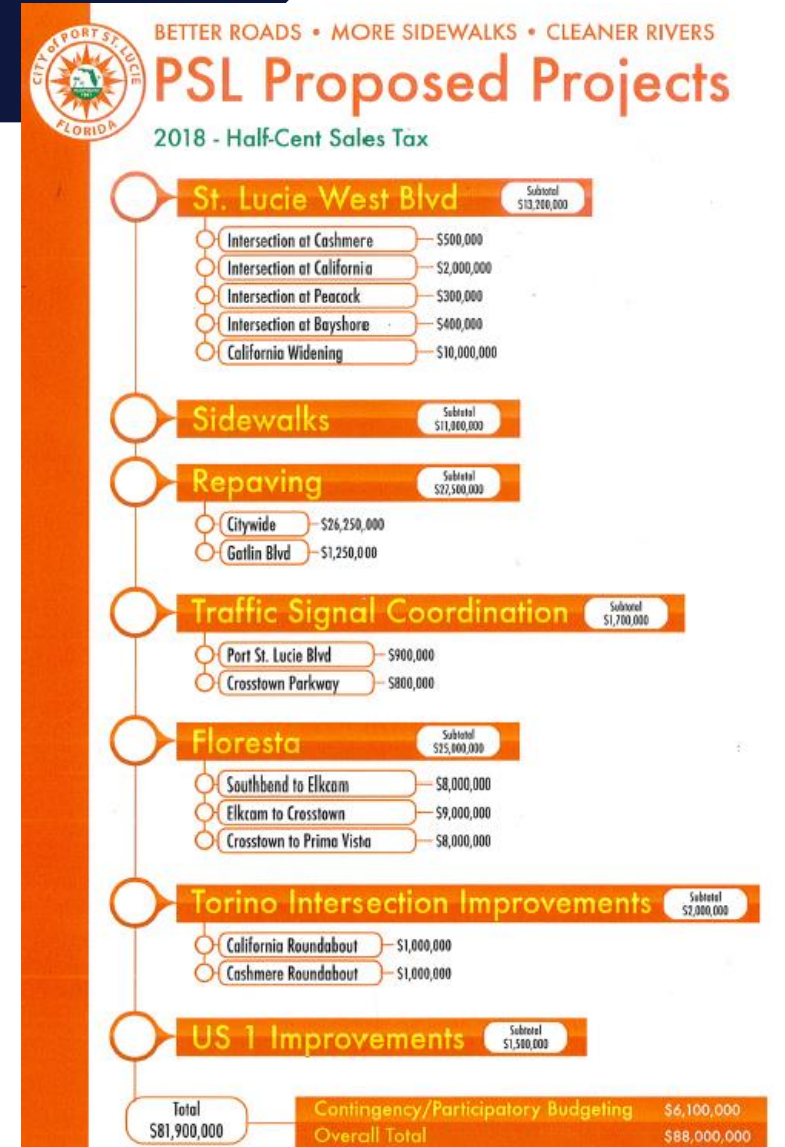 BETTER ROADS • MORE SIDEWALKS • CLEANER RIVERS
CITY of PORT ST. LUCIE
FLORIDA
PSL Proposed Projects
2018 - Half-Cent Sales Tax
St. Lucie West Blvd
Subtotal
$13,200,000
Intersection at Cashmere $500,000
Intersection at California $2,000,000
Intersection at Peacock $300,000
Intersection at Bayshore $400,000
California Widening $10,000,000
Sidewalks
Subtotal
$11,000,000
Repaving
Subtotal
$27,500,000
Citywide $26,250,000
Gatlin Blvd $1,250,000
Traffic Signal Coordination
Subtotal
$1,700,000
Port St. Lucie Blvd $900,000
Crosstown Parkway $800,000
Floresta
Subtotal
$25,000,000
Southbend to Elkcam $8,000,000
Elkcam to Crosstown $9,000,000
Crosstown to Prima Vista $8,000,000
Torino Intersection Improvements
Subtotal
$2,000,000
California Roundabout $1,000,000
Cashmere Roundabout $1,000,000
US 1 Improvements
Subtotal
$1,500,000
Total
$81,900,000
Contingency/Participatory Budgeting $6,100,000
Overall Total $88,000,000